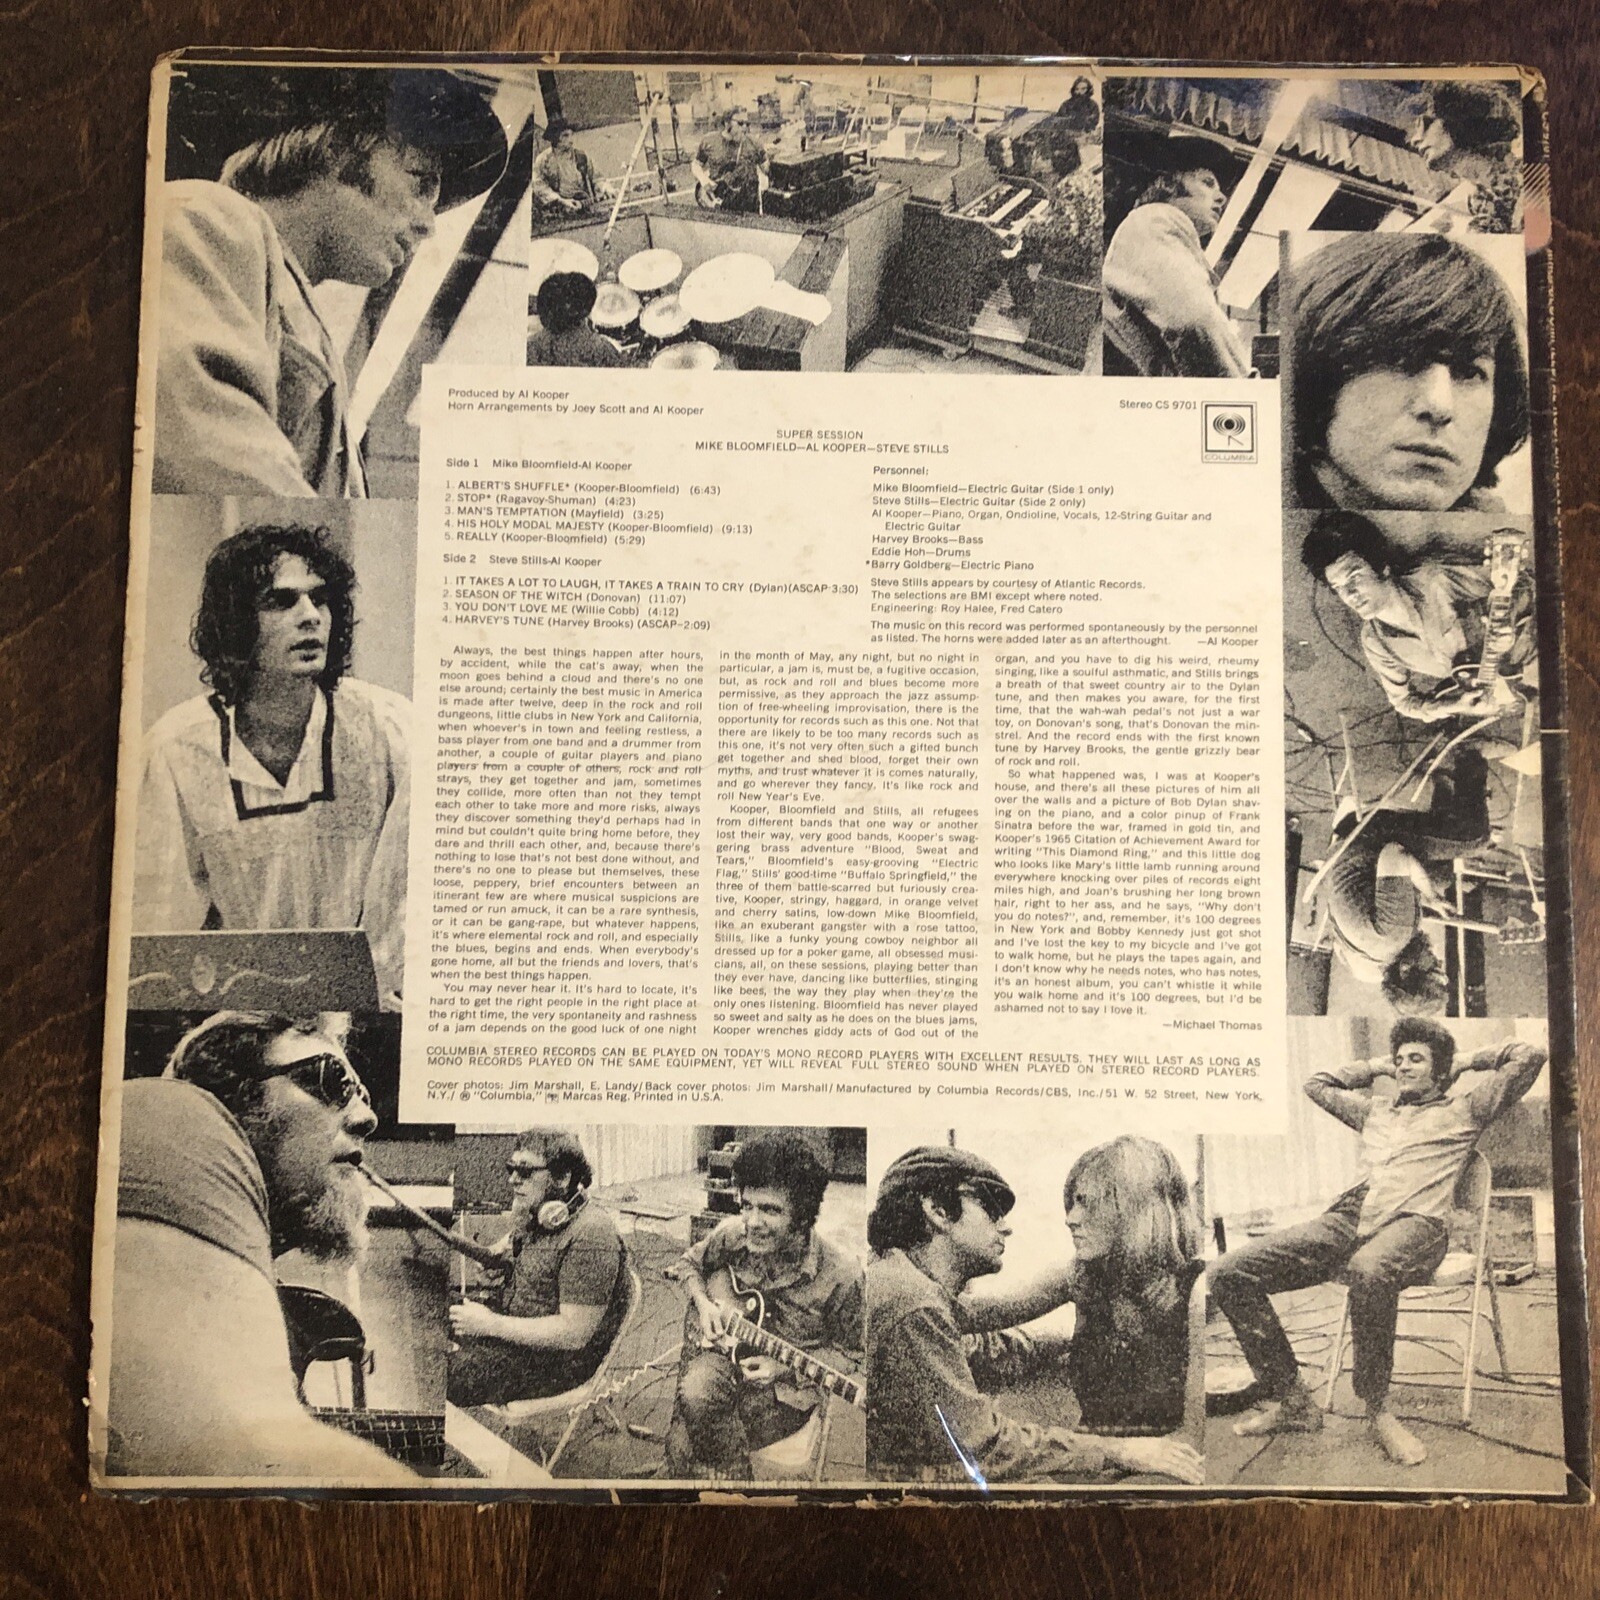 Produced by Al Kooper
Horn Arrangements by Joey Scott and Al Kooper
Stereo CS 9701
COLUMBIA
SUPER SESSION
MIKE BLOOMFIELD—AL KOOPER—STEVE STILLS
Side 1 Mike Bloomfield-Al Kooper
1. ALBERT'S SHUFFLE* (Kooper-Bloomfield) (6:43)
2. STOP* (Ragavoy-Shuman) (4:23)
3. MAN'S TEMPTATION (Mayfield) (3:25)
4. HIS HOLY MODAL MAJESTY (Kooper-Bloomfield) (9:13)
5. REALLY (Kooper-Bloomfield) (5:29)
Side 2 Steve Stills-Al Kooper
1. IT TAKES A LOT TO LAUGH, IT TAKES A TRAIN TO CRY (Dylan)(ASCAP-3:30)
2. SEASON OF THE WITCH (Donovan) (11:07)
3. YOU DON'T LOVE ME (Willie Cobb) (4:12)
4. HARVEY'S TUNE (Harvey Brooks) (ASCAP-2:09)
Personnel:
Mike Bloomfield—Electric Guitar (Side 1 only)
Steve Stills—Electric Guitar (Side 2 only)
Al Kooper—Piano, Organ, Ondioline, Vocals, 12-String Guitar and
Electric Guitar
Harvey Brooks—Bass
Eddie Hoh—Drums
*Barry Goldberg—Electric Piano
Steve Stills appears by courtesy of Atlantic Records.
The selections are BMI except where noted.
Engineering: Roy Halee, Fred Catero
The music on this record was performed spontaneously by the personnel
as listed. The horns were added later as an afterthought. —Al Kooper
Always, the best things happen after hours,
by accident, while the cat's away, when the
moon goes behind a cloud and there's no one
else around; certainly the best music in America
is made after twelve, deep in the rock and roll
dungeons, little clubs in New York and California,
when whoever's in town and feeling restless, a
bass player from one band and a drummer from
another, a couple of guitar players and piano
players from a couple of others, rock and roll
strays, they get together and jam, sometimes
they collide, more often than not they tempt
each other to take more and more risks, always
they discover something they'd perhaps had in
mind but couldn't quite bring home before, they
dare and thrill each other, and, because there's
nothing to lose that's not best done without, and
there's no one to please but themselves, these
loose, peppery, brief encounters between an
itinerant few are where musical suspicions are
tamed or run amuck, it can be a rare synthesis,
or it can be gang-rape, but whatever happens,
it's where elemental rock and roll, and especially
the blues, begins and ends. When everybody's
gone home, all but the friends and lovers, that's
when the best things happen.
You may never hear it. It's hard to locate, it's
hard to get the right people in the right place at
the right time, the very spontaneity and rashness
of a jam depends on the good luck of one night
in the month of May, any night, but no night in
particular, a jam is, must be, a fugitive occasion,
but, as rock and roll and blues become more
permissive, as they approach the jazz assump-
tion of free-wheeling improvisation, there is the
opportunity for records such as this one. Not that
there are likely to be too many records such as
this one, it's not very often such a gifted bunch
get together and shed blood, forget their own
myths, and trust whatever it is comes naturally,
and go wherever they fancy. It's like rock and
roll New Year's Eve.
Kooper, Bloomfield and Stills, all refugees
from different bands that one way or another
lost their way, very good bands, Kooper's swag-
gering brass adventure "Blood, Sweat and
Tears," Bloomfield's easy-grooving "Electric
Flag," Stills' good-time "Buffalo Springfield," the
three of them battle-scarred but furiously crea-
tive, Kooper, stringy, haggard, in orange velvet
and cherry satins, low-down Mike Bloomfield,
like an exuberant gangster with a rose tattoo,
Stills, like a funky young cowboy neighbor all
dressed up for a poker game, all obsessed musi-
cians, all, on these sessions, playing better than
they ever have, dancing like butterflies, stinging
like bees, the way they play when they're the
only ones listening. Bloomfield has never played
so sweet and salty as he does on the blues jams,
Kooper wrenches giddy acts of God out of the
organ, and you have to dig his weird, rheumy
singing, like a soulful asthmatic, and Stills brings
a breath of that sweet country air to the Dylan
tune, and then makes you aware, for the first
time, that the wah-wah pedal's not just a war
toy, on Donovan's song, that's Donovan the min-
strel. And the record ends with the first known
tune by Harvey Brooks, the gentle grizzly bear
of rock and roll.
So what happened was, I was at Kooper's
house, and there's all these pictures of him all
over the walls and a picture of Bob Dylan shav-
ing on the piano, and a color pinup of Frank
Sinatra before the war, framed in gold tin, and
Kooper's 1965 Citation of Achievement Award for
writing "This Diamond Ring," and this little dog
who looks like Mary's little lamb running around
everywhere knocking over piles of records eight
miles high, and Joan's brushing her long brown
hair, right to her ass, and he says, "Why don't
you do notes?", and, remember, it's 100 degrees
in New York and Bobby Kennedy just got shot
and I've lost the key to my bicycle and I've got
to walk home, but he plays the tapes again, and
I don't know why he needs notes, who has notes,
it's an honest album, you can't whistle it while
you walk home and it's 100 degrees, but I'd be
ashamed not to say I love it.
—Michael Thomas
COLUMBIA STEREO RECORDS CAN BE PLAYED ON TODAY'S MONO RECORD PLAYERS WITH EXCELLENT RESULTS. THEY WILL LAST AS LONG AS
MONO RECORDS PLAYED ON THE SAME EQUIPMENT, YET WILL REVEAL FULL STEREO SOUND WHEN PLAYED ON STEREO RECORD PLAYERS.
Cover photos: Jim Marshall, E. Landy/Back cover photos: Jim Marshall/Manufactured by Columbia Records/CBS, Inc./51 W. 52 Street, New York,
N.Y./ ® "Columbia," Marcas Reg. Printed in U.S.A.